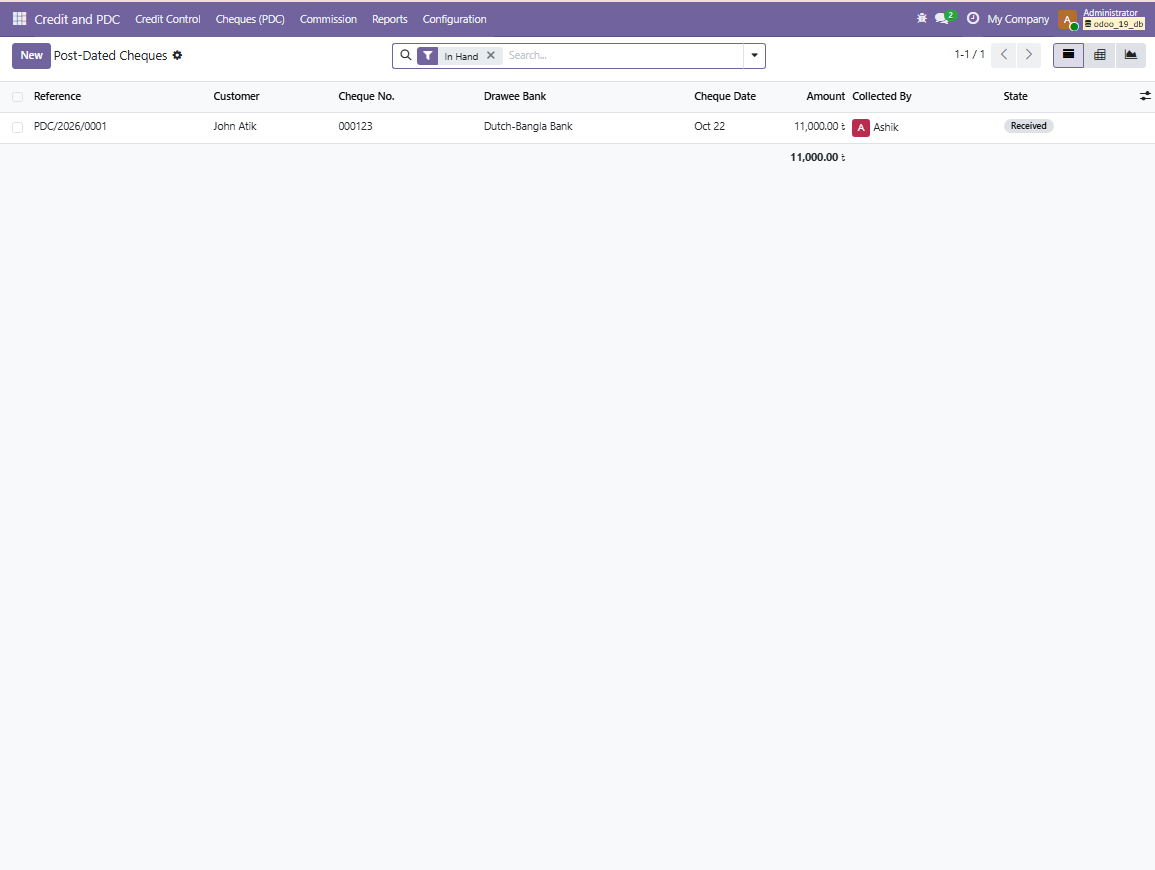 Credit and PDC Credit Control Cheques (PDC) Commission Reports Configuration 2 My Company A Administrator odoo_19_db
New Post-Dated Cheques In Hand Search... 1-1 / 1
Reference Customer Cheque No. Drawee Bank Cheque Date Amount Collected By State
PDC/2026/0001 John Atik 000123 Dutch-Bangla Bank Oct 22 11,000.00 ৳ A Ashik Received
11,000.00 ৳